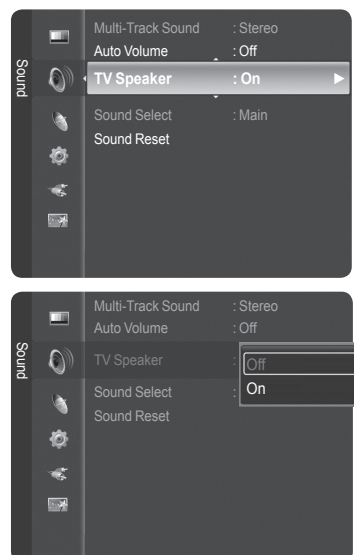 Sound
Multi-Track Sound : Stereo
Auto Volume : Off
TV Speaker : On
Sound Select : Main
Sound Reset
Sound
Multi-Track Sound : Stereo
Auto Volume : Off
TV Speaker : Off
On
Sound Select :
Sound Reset